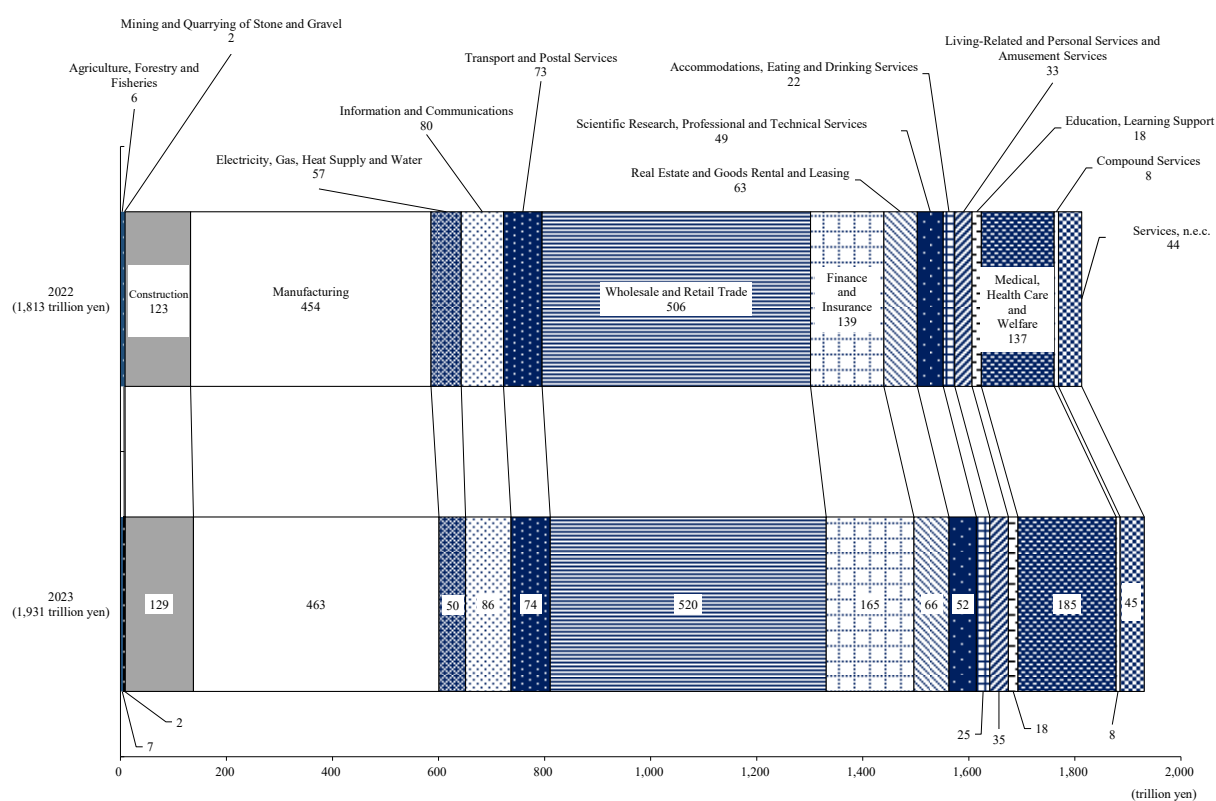 Mining and Quarrying of Stone and Gravel
2
Agriculture, Forestry and
Fisheries
6
Electricity, Gas, Heat Supply and Water
57
Information and Communications
80
Transport and Postal Services
73
Real Estate and Goods Rental and Leasing
63
Scientific Research, Professional and Technical Services
49
Accommodations, Eating and Drinking Services
22
Living-Related and Personal Services and
Amusement Services
33
Education, Learning Support
18
Compound Services
8
Services, n.e.c.
44
2022
(1,813 trillion yen)
Construction
123
Manufacturing
454
Wholesale and Retail Trade
506
Finance
and
Insurance
139
Medical,
Health Care
and
Welfare
137
2023
(1,931 trillion yen)
129
463
50
86
74
520
165
66
52
185
45
2
7
25
35
18
8
0
200
400
600
800
1,000
1,200
1,400
1,600
1,800
2,000
(trillion yen)